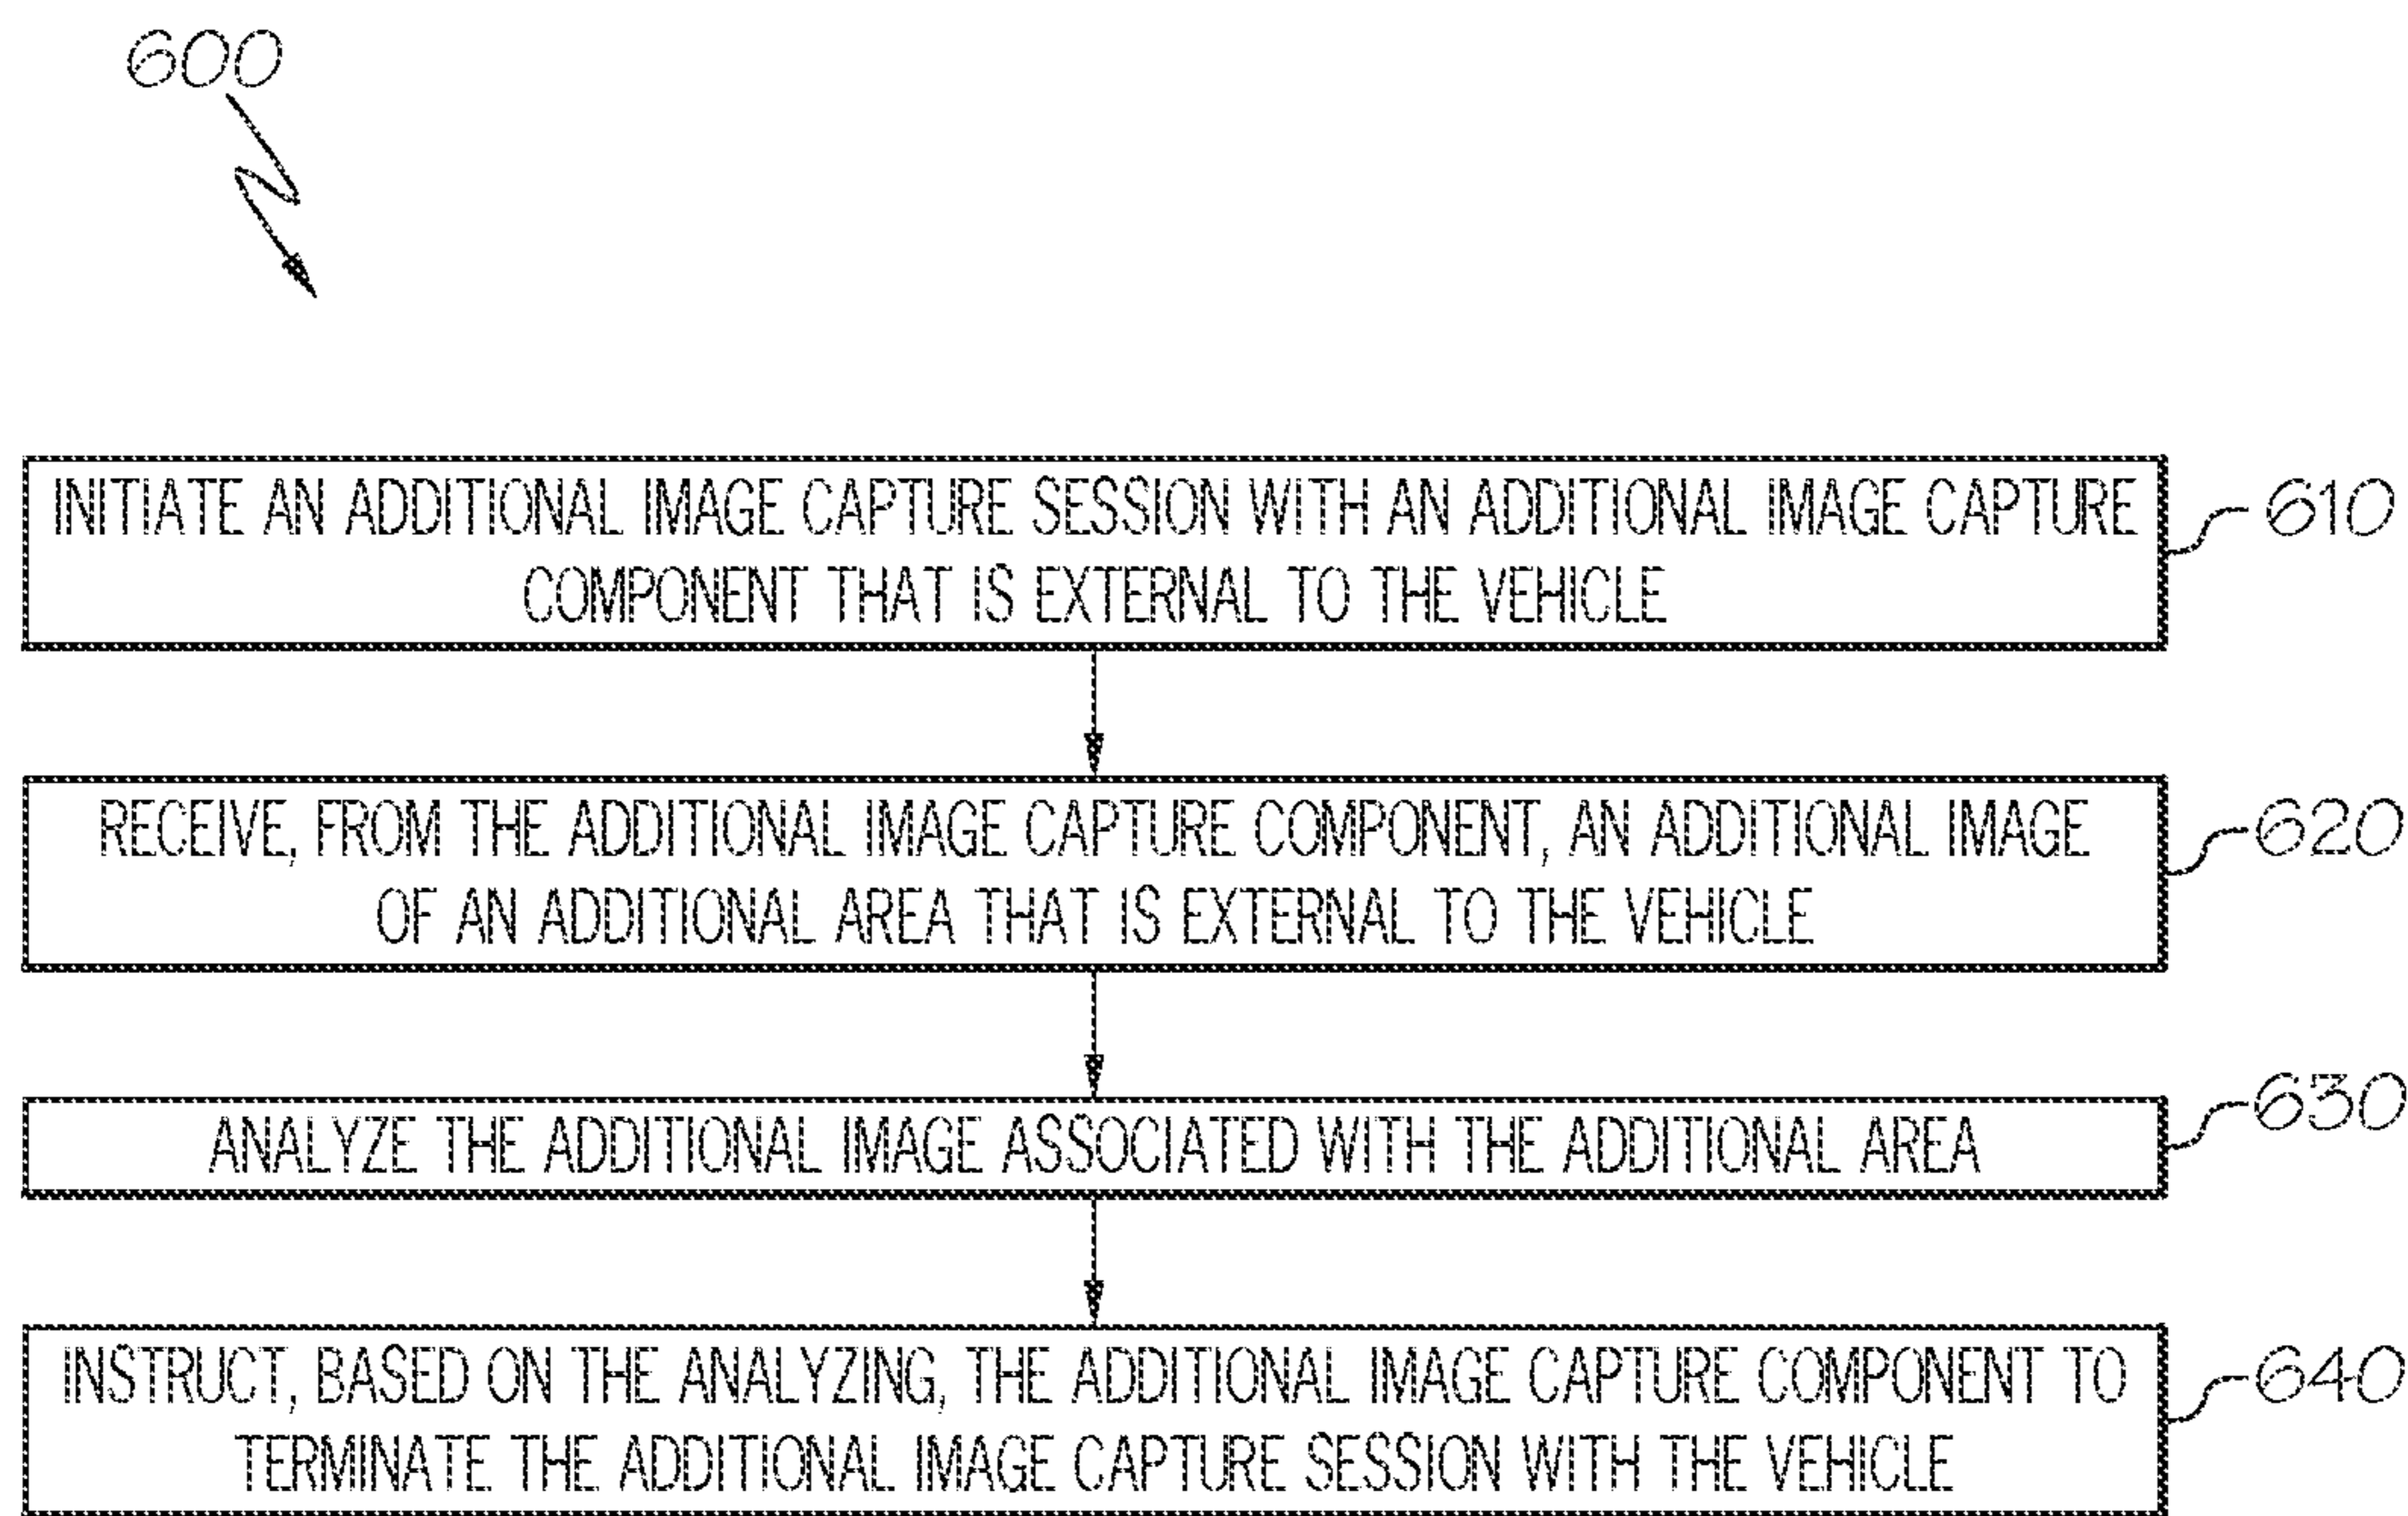 600
INITIATE AN ADDITIONAL IMAGE CAPTURE SESSION WITH AN ADDITIONAL IMAGE CAPTURE
COMPONENT THAT IS EXTERNAL TO THE VEHICLE
610
RECEIVE, FROM THE ADDITIONAL IMAGE CAPTURE COMPONENT, AN ADDITIONAL IMAGE
OF AN ADDITIONAL AREA THAT IS EXTERNAL TO THE VEHICLE
620
ANALYZE THE ADDITIONAL IMAGE ASSOCIATED WITH THE ADDITIONAL AREA
630
INSTRUCT, BASED ON THE ANALYZING, THE ADDITIONAL IMAGE CAPTURE COMPONENT TO
TERMINATE THE ADDITIONAL IMAGE CAPTURE SESSION WITH THE VEHICLE
640